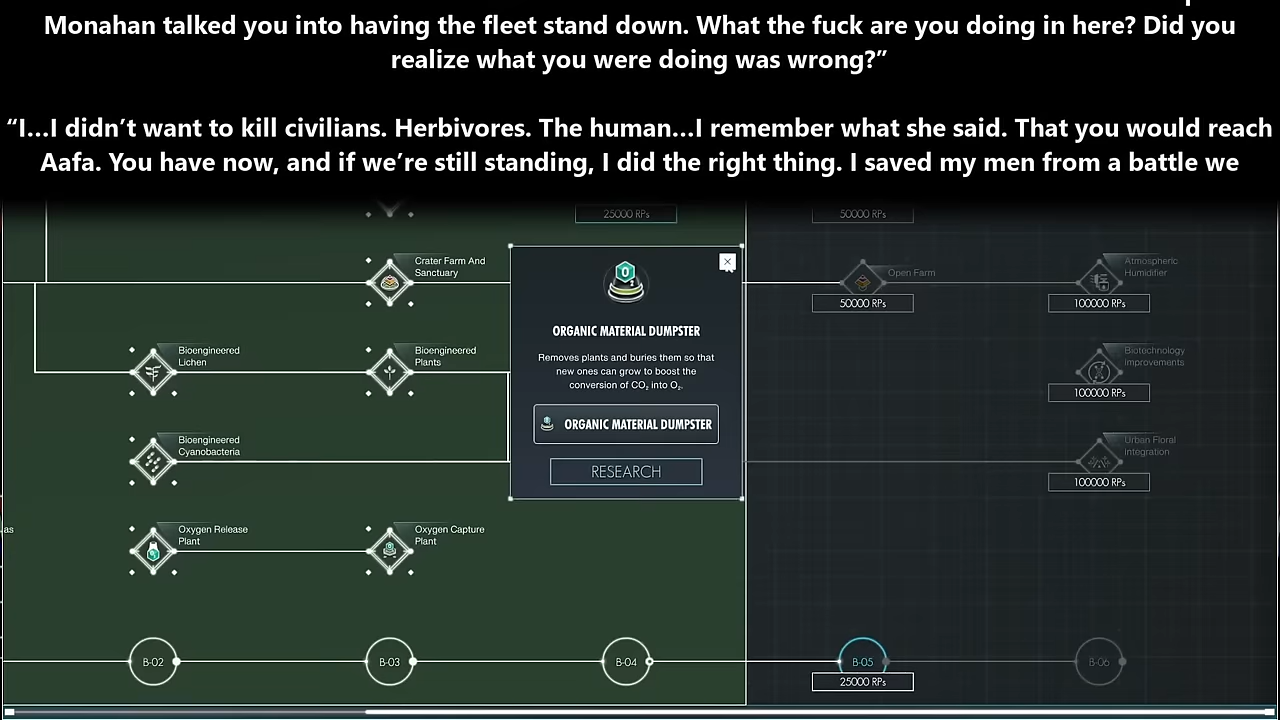 Monahan talked you into having the fleet stand down. What the fuck are you doing in here? Did you
realize what you were doing was wrong?”
“I…I didn’t want to kill civilians. Herbivores. The human…I remember what she said. That you would reach
Aafa. You have now, and if we’re still standing, I did the right thing. I saved my men from a battle we
25000 RPs
50000 RPs
Crater Farm And
Sanctuary
Open Farm
50000 RPs
Atmospheric
Humidifier
100000 RPs
ORGANIC MATERIAL DUMPSTER
Removes plants and buries them so that
new ones can grow to boost the
conversion of CO₂ into O₂.
ORGANIC MATERIAL DUMPSTER
RESEARCH
Bioengineered
Lichen
Bioengineered
Plants
Biotechnology
Improvements
100000 RPs
Bioengineered
Cyanobacteria
Urban Floral
Integration
100000 RPs
as
Oxygen Release
Plant
Oxygen Capture
Plant
B-02
B-03
B-04
B-05
B-06
25000 RPs